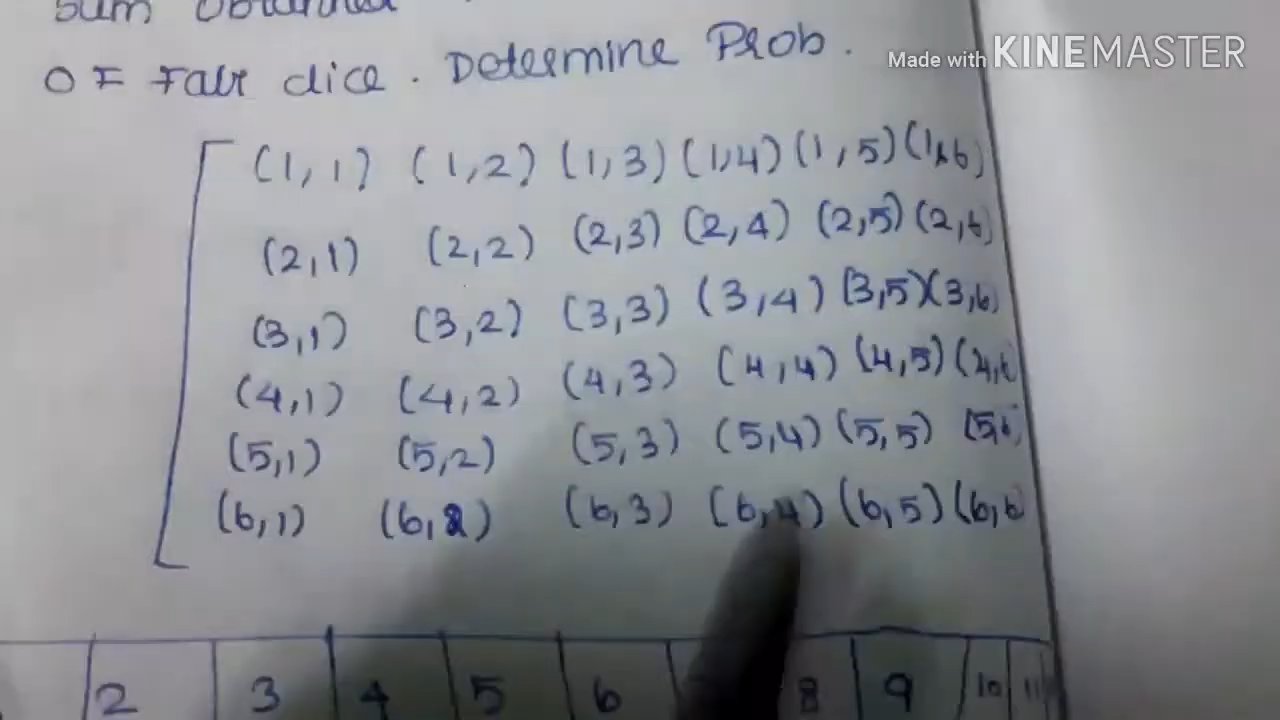 Sum Obtained
OF Fair dice. Determine Prob.
Made with KINEMASTER
(1,1) (1,2) (1,3) (1,4) (1,5) (1,6)
(2,1) (2,2) (2,3) (2,4) (2,5) (2,6)
(3,1) (3,2) (3,3) (3,4) (3,5) (3,6)
(4,1) (4,2) (4,3) (4,4) (4,5) (4,6
(5,1) (5,2) (5,3) (5,4) (5,5) (5,6
(6,1) (6,2) (6,3) (6,4) (6,5) (6,6
2 3 4 5 6 8 9 10 11